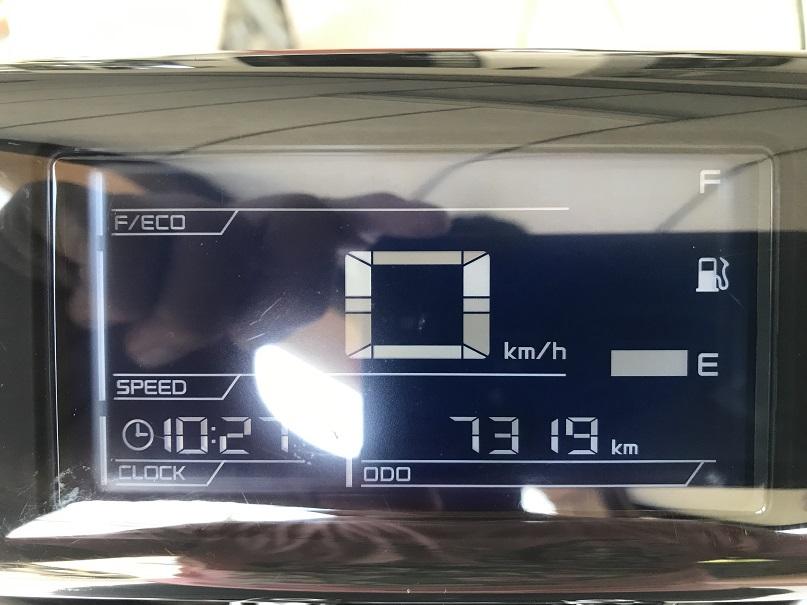 F
F/ECO
0 km/h
E
SPEED
10:27 7319 km
CLOCK ODO